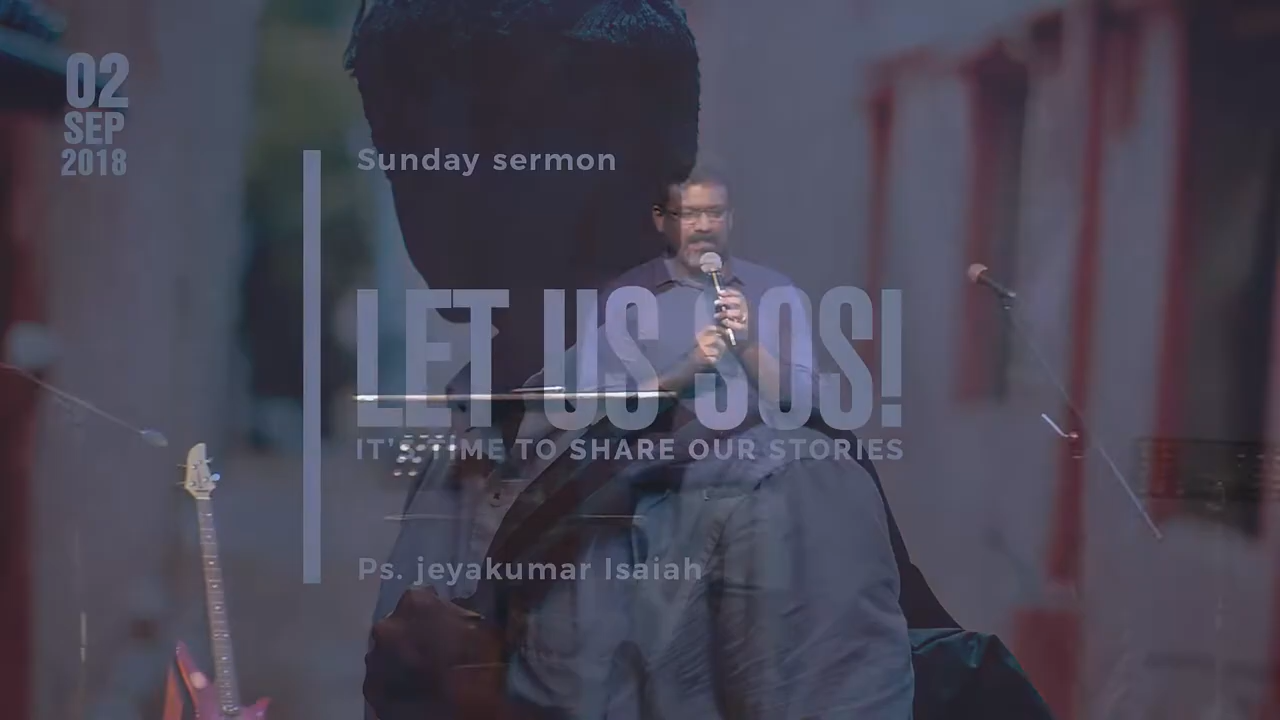 02
SEP
2018
Sunday sermon
LET US SOS!
IT'S TIME TO SHARE OUR STORIES
Ps. jeyakumar Isaiah